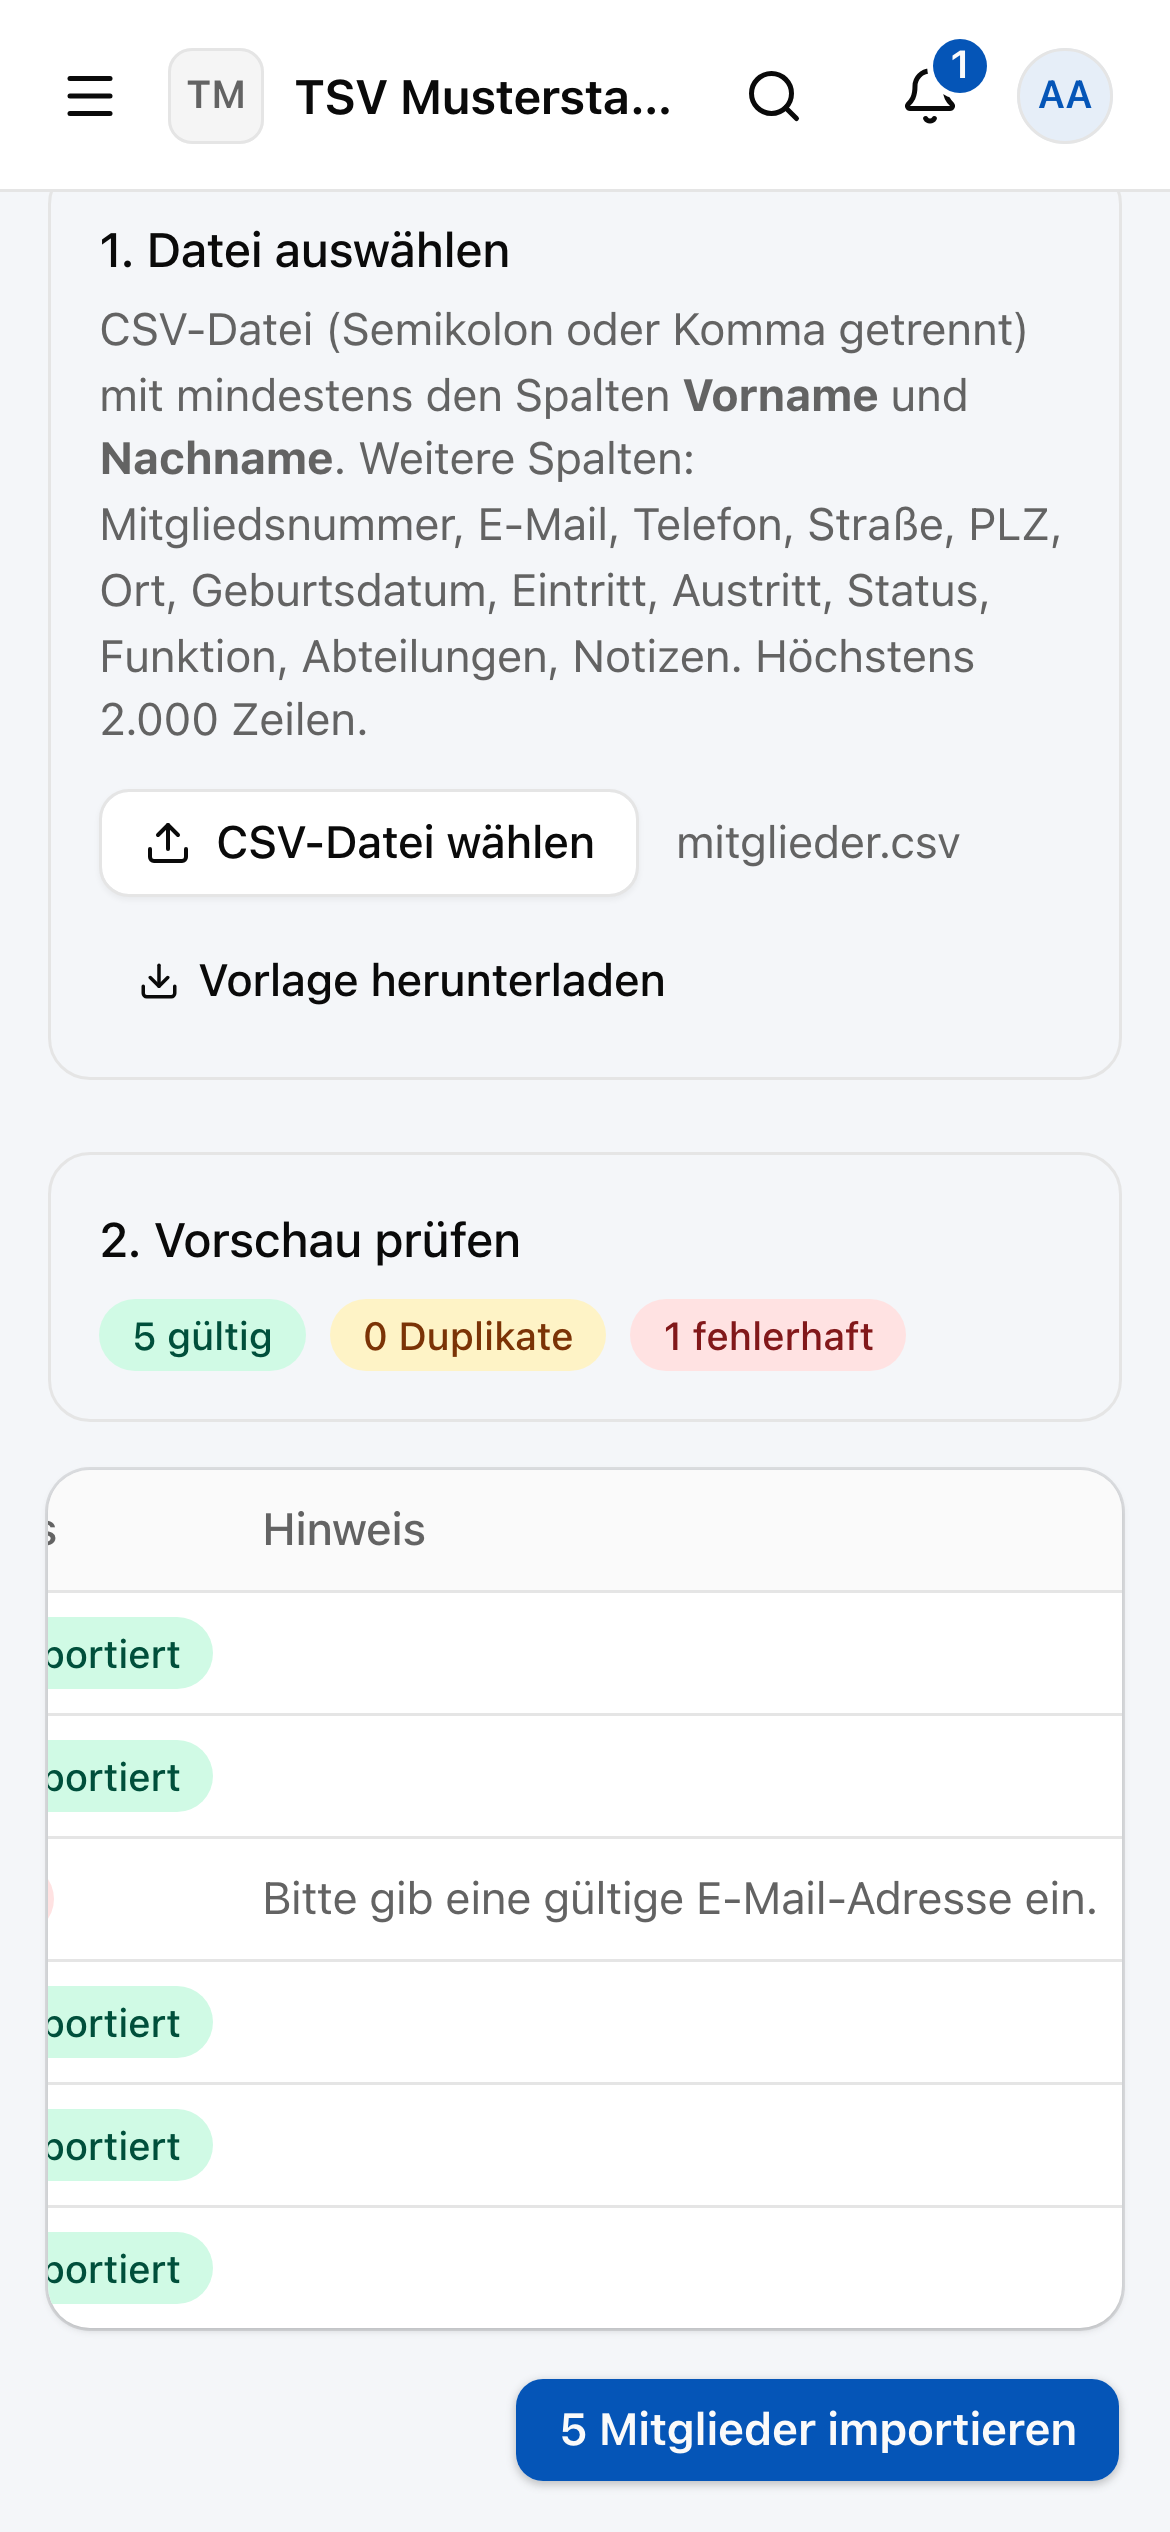 TM TSV Mustersta... 1 AA
1. Datei auswählen
CSV-Datei (Semikolon oder Komma getrennt)
mit mindestens den Spalten Vorname und
Nachname. Weitere Spalten:
Mitgliedsnummer, E-Mail, Telefon, Straße, PLZ,
Ort, Geburtsdatum, Eintritt, Austritt, Status,
Funktion, Abteilungen, Notizen. Höchstens
2.000 Zeilen.
CSV-Datei wählen mitglieder.csv
Vorlage herunterladen
2. Vorschau prüfen
5 gültig 0 Duplikate 1 fehlerhaft
s Hinweis
portiert
portiert
Bitte gib eine gültige E-Mail-Adresse ein.
portiert
portiert
portiert
5 Mitglieder importieren